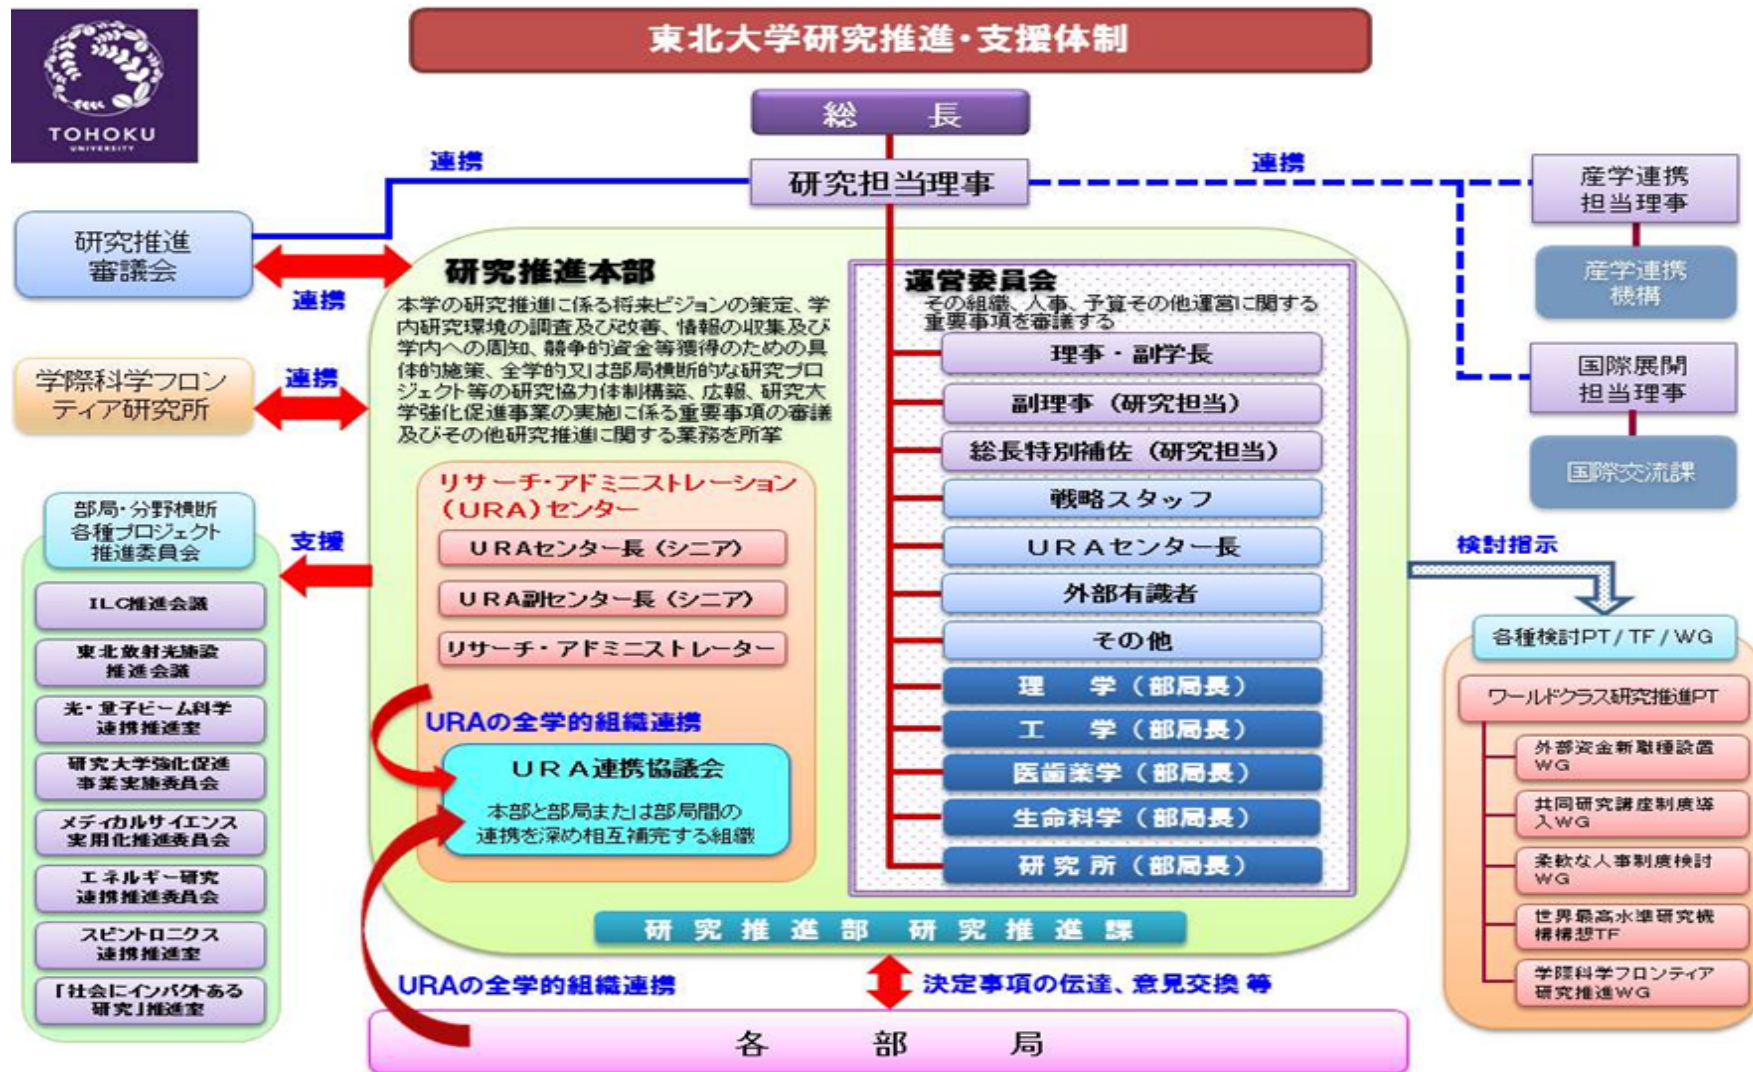 東北大学研究推進・支援体制
TOHOKU
UNIVERSITY
総 長
研究担当理事
連携
連携
産学連携
担当理事
産学連携
機構
国際展開
担当理事
国際交流課
研究推進
審議会
連携
学際科学フロン
ティア研究所
連携
研究推進本部
本学の研究推進に係る将来ビジョンの策定、学
内研究環境の調査及び改善、情報の収集及び
学内への周知、競争的資金等獲得のための具
体的施策、全学的又は部局横断的な研究プロ
ジェクト等の研究協力体制構築、広報、研究大
学強化促進事業の実施に係る重要事項の審議
及びその他研究推進に関する業務を所掌
リサーチ・アドミニストレーション
(URA)センター
URAセンター長(シニア)
URA副センター長(シニア)
リサーチ・アドミニストレーター
URAの全学的組織連携
URA連携協議会
本部と部局または部局間の
連携を深め相互補完する組織
運営委員会
その組織、人事、予算その他運営に関する
重要事項を審議する
理事・副学長
副理事(研究担当)
総長特別補佐(研究担当)
戦略スタッフ
URAセンター長
外部有識者
その他
理 学(部局長)
工 学(部局長)
医歯薬学(部局長)
生命科学(部局長)
研究所(部局長)
研究推進部 研究推進課
部局・分野横断
各種プロジェクト
推進委員会
支援
ILC推進会議
東北放射光施設
推進会議
光・量子ビーム科学
連携推進室
研究大学強化促進
事業実施委員会
メディカルサイエンス
実用化推進委員会
エネルギー研究
連携推進委員会
スピントロニクス
連携推進室
「社会にインパクトある
研究」推進室
検討指示
各種検討PT/TF/WG
ワールドクラス研究推進PT
外部資金新職種設置
WG
共同研究講座制度導
入WG
柔軟な人事制度検討
WG
世界最高水準研究機
構構想TF
学際科学フロンティア
研究推進WG
URAの全学的組織連携
決定事項の伝達、意見交換 等
各 部 局